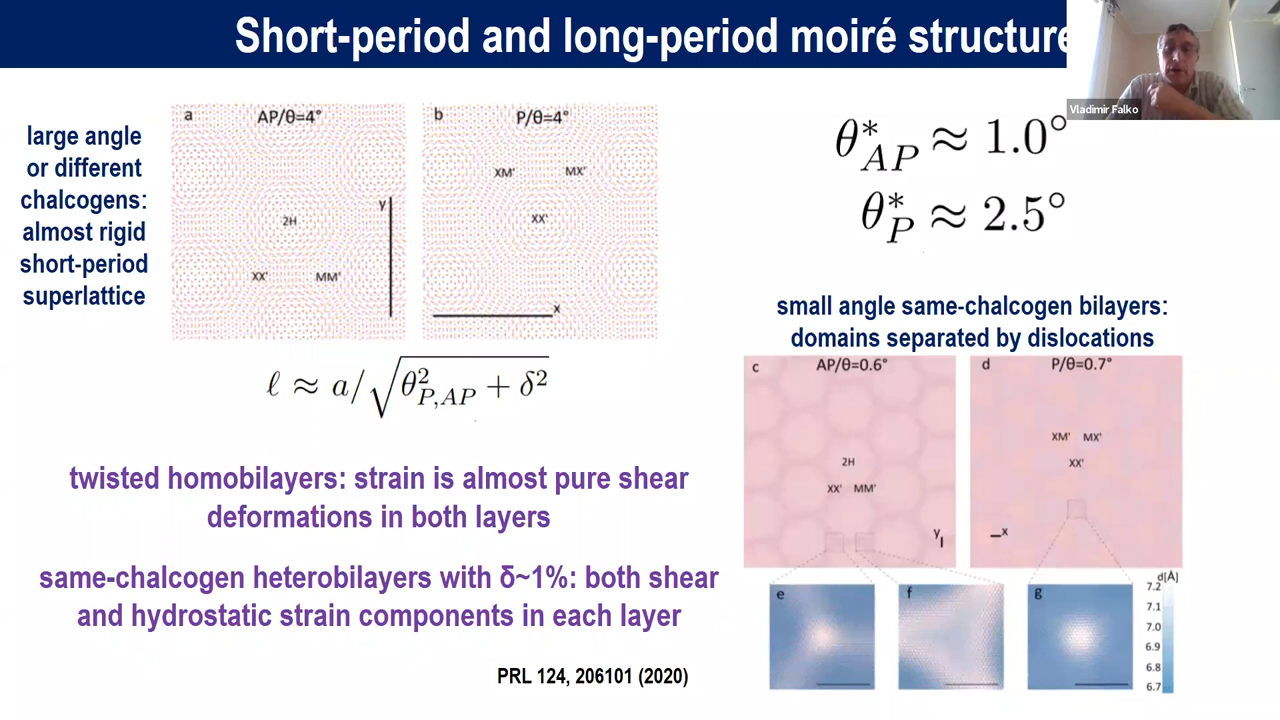 Short-period and long-period moiré structure
Vladimir Falko
large angle
or different
chalcogens:
almost rigid
short-period
superlattice
a
AP/θ=4°
2H
XX'
MM'
y
b
P/θ=4°
XM'
MX'
XX'
x
θ*AP ≈ 1.0°
θ*P ≈ 2.5°
ℓ ≈ a/√θ²P,AP + δ²
small angle same-chalcogen bilayers:
domains separated by dislocations
c
AP/θ=0.6°
2H
XX' MM'
y
d
P/θ=0.7°
XM' MX'
XX'
x
twisted homobilayers: strain is almost pure shear
deformations in both layers
same-chalcogen heterobilayers with δ~1%: both shear
and hydrostatic strain components in each layer
e
f
g
d[Å]
7.2
7.1
7.0
6.9
6.8
6.7
PRL 124, 206101 (2020)